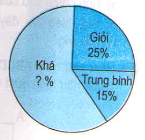 Giỏi
25%
Khá
? %
Trung bình
15%